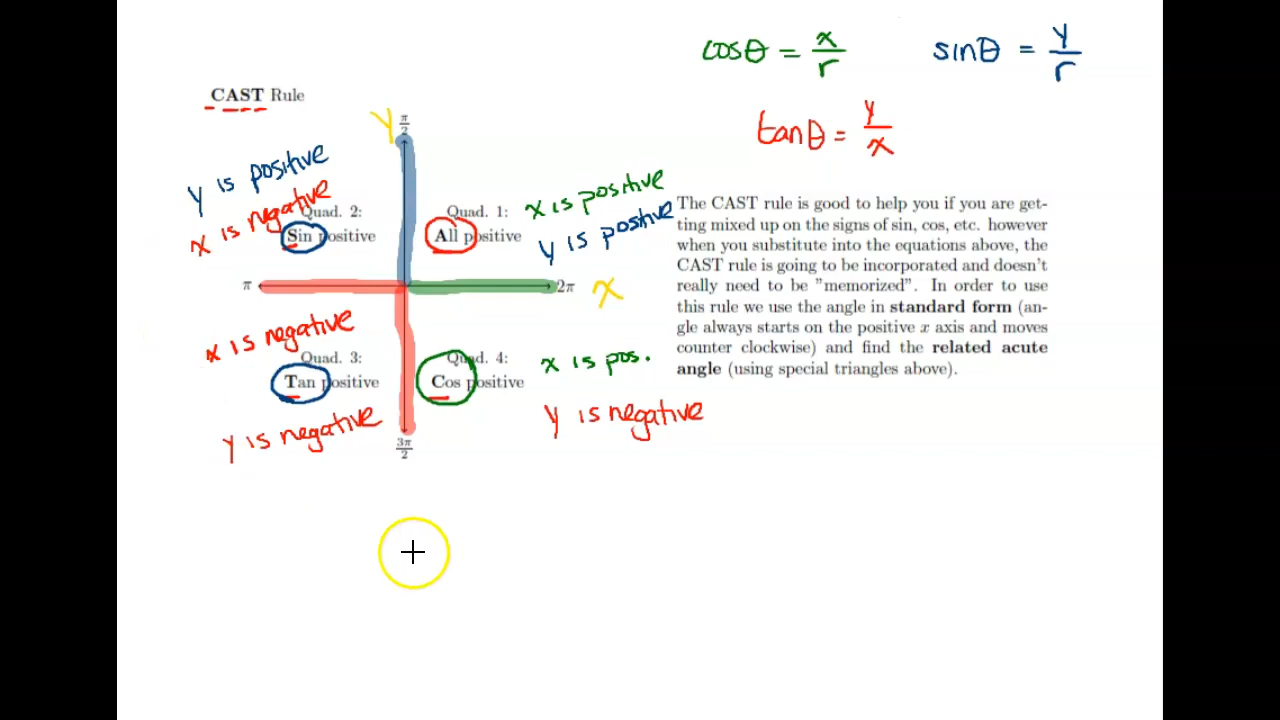 cosθ = x/r
sinθ = y/r
tanθ = y/x
CAST Rule
y
π/2
y is positive
x is negative
Quad. 2:
Sin positive
Quad. 1:
All positive
x is positive
y is positive
π
2π
x
x is negative
Quad. 3:
Tan positive
y is negative
Quad. 4:
Cos positive
x is pos.
y is negative
3π/2
The CAST rule is good to help you if you are get-
ting mixed up on the signs of sin, cos, etc. however
when you substitute into the equations above, the
CAST rule is going to be incorporated and doesn't
really need to be "memorized". In order to use
this rule we use the angle in standard form (an-
gle always starts on the positive x axis and moves
counter clockwise) and find the related acute
angle (using special triangles above).